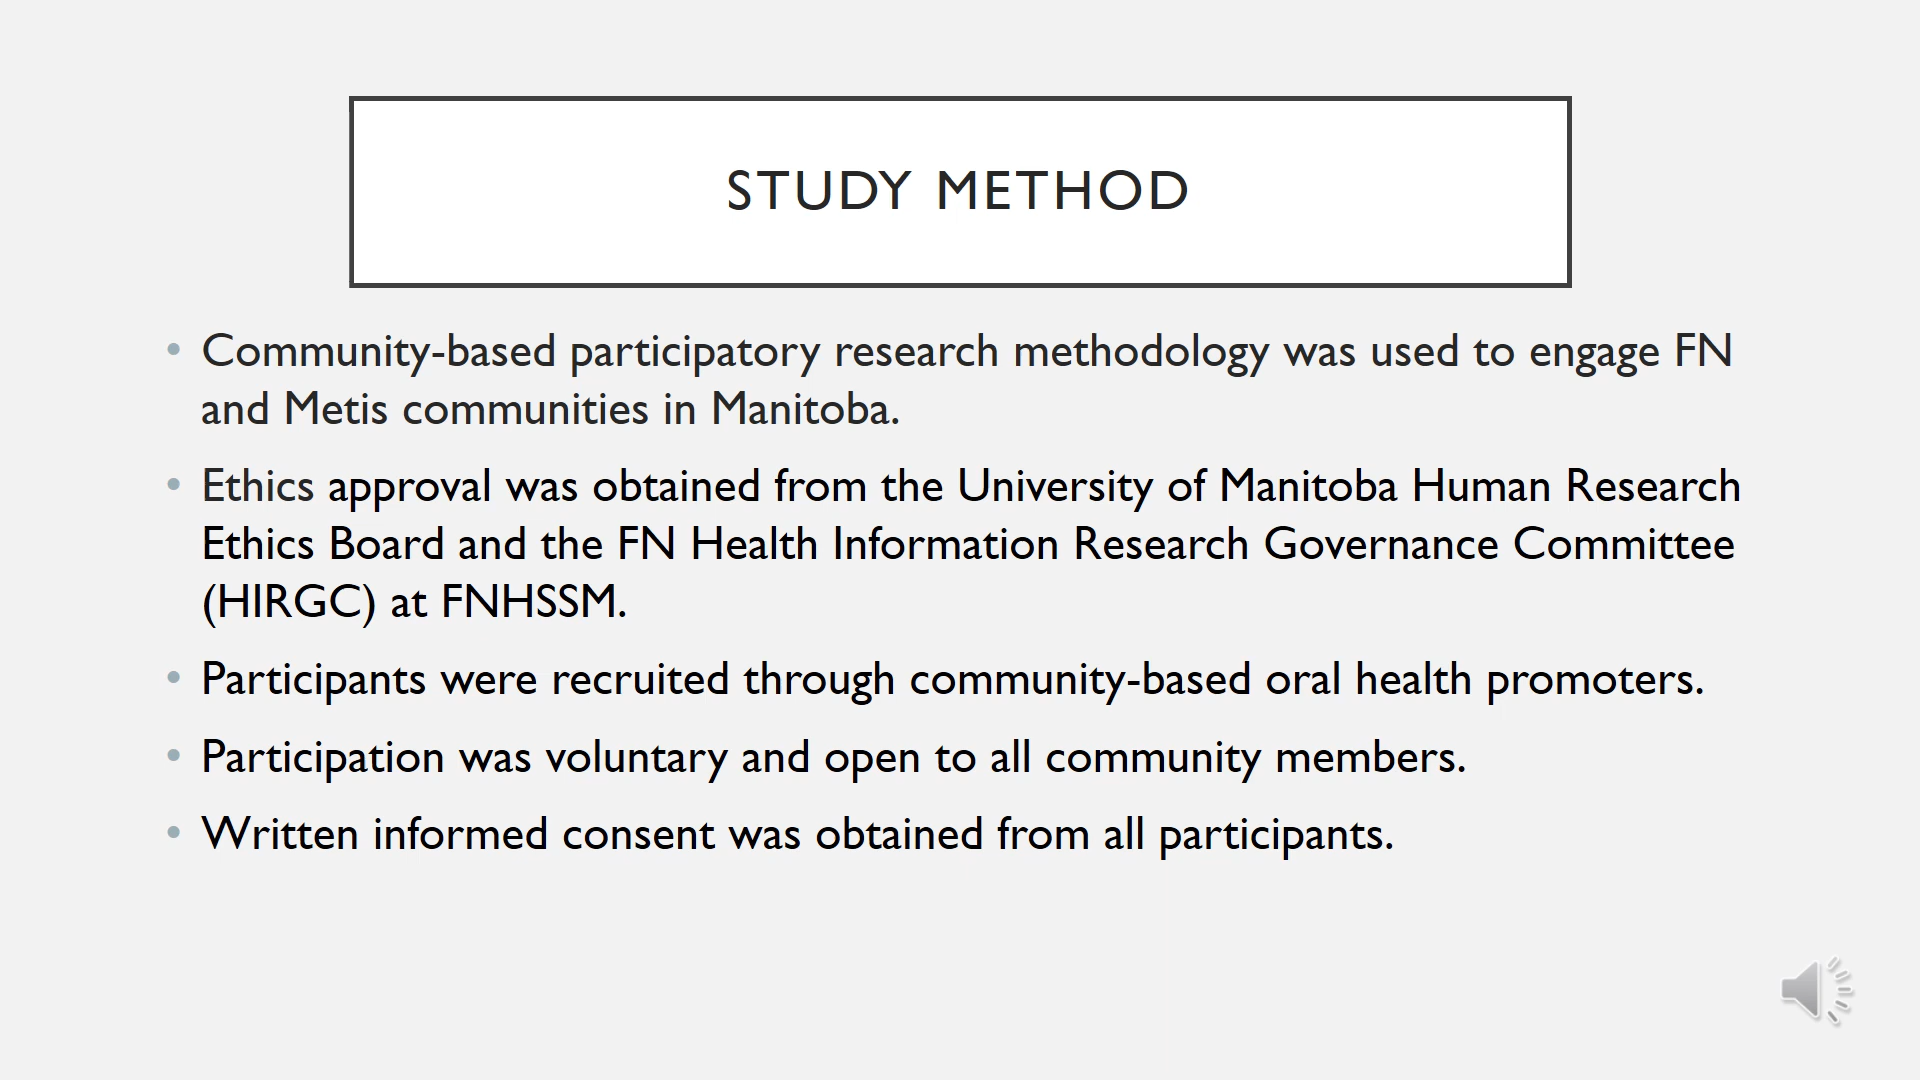 STUDY METHOD
• Community-based participatory research methodology was used to engage FN
and Metis communities in Manitoba.
• Ethics approval was obtained from the University of Manitoba Human Research
Ethics Board and the FN Health Information Research Governance Committee
(HIRGC) at FNHSSM.
• Participants were recruited through community-based oral health promoters.
• Participation was voluntary and open to all community members.
• Written informed consent was obtained from all participants.